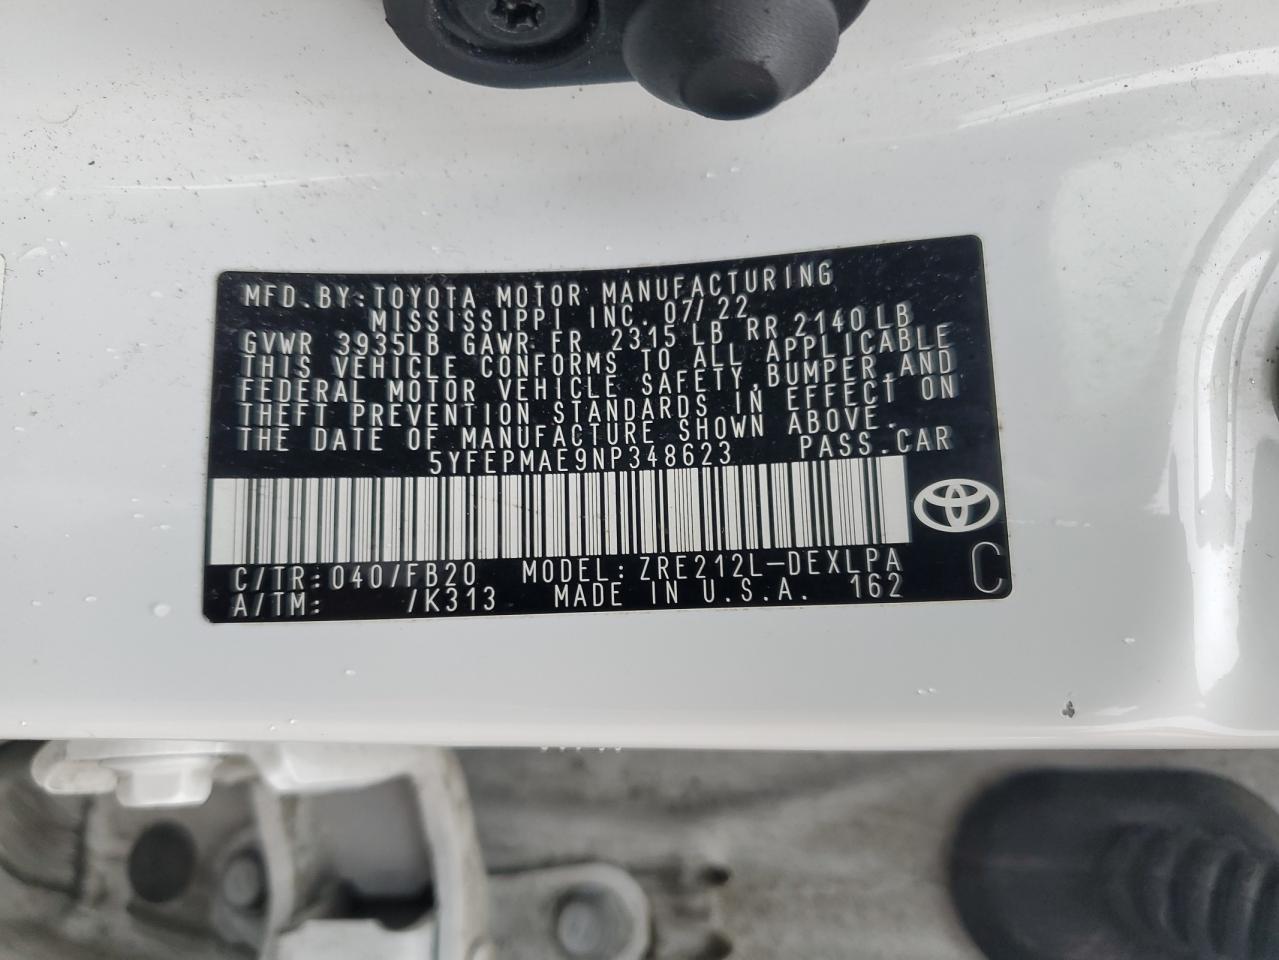 MFD. BY: TOYOTA MOTOR MANUFACTURING
MISSISSIPPI INC. 07/22
GVWR 3935LB GAWR FR 2315 LB RR 2140 LB
THIS VEHICLE CONFORMS TO ALL APPLICABLE
FEDERAL MOTOR VEHICLE SAFETY, BUMPER, AND
THEFT PREVENTION STANDARDS IN EFFECT ON
THE DATE OF MANUFACTURE SHOWN ABOVE.
5YFEPMAE9NP348623 PASS. CAR
C/TR: 040/FB20 MODEL: ZRE212L-DEXLPA
A/TM: /K313 MADE IN U.S.A. 162 C